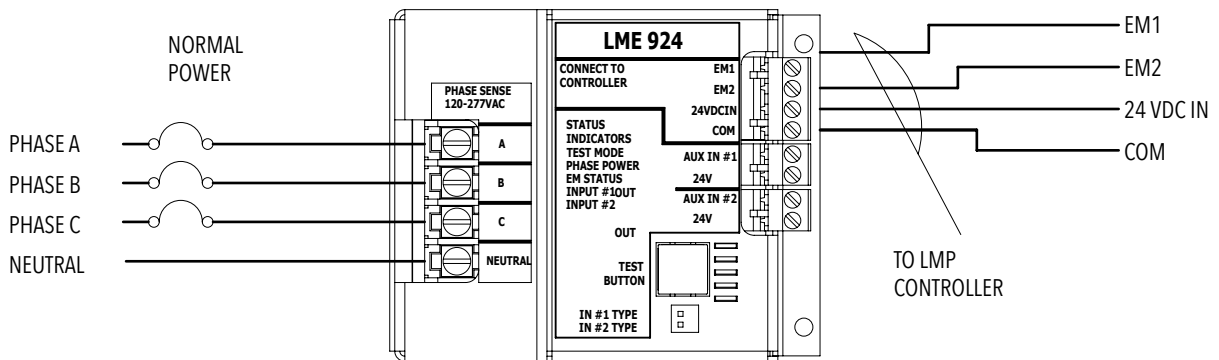 NORMAL
POWER
PHASE A
PHASE B
PHASE C
NEUTRAL
PHASE SENSE
120-277VAC
A
B
C
NEUTRAL
LME 924
CONNECT TO
CONTROLLER
EM1
EM2
24VDCIN
COM
STATUS
INDICATORS
TEST MODE
PHASE POWER
EM STATUS
INPUT #1OUT
INPUT #2
AUX IN #1
24V
AUX IN #2
24V
OUT
TEST
BUTTON
IN #1 TYPE
IN #2 TYPE
EM1
EM2
24 VDC IN
COM
TO LMP
CONTROLLER